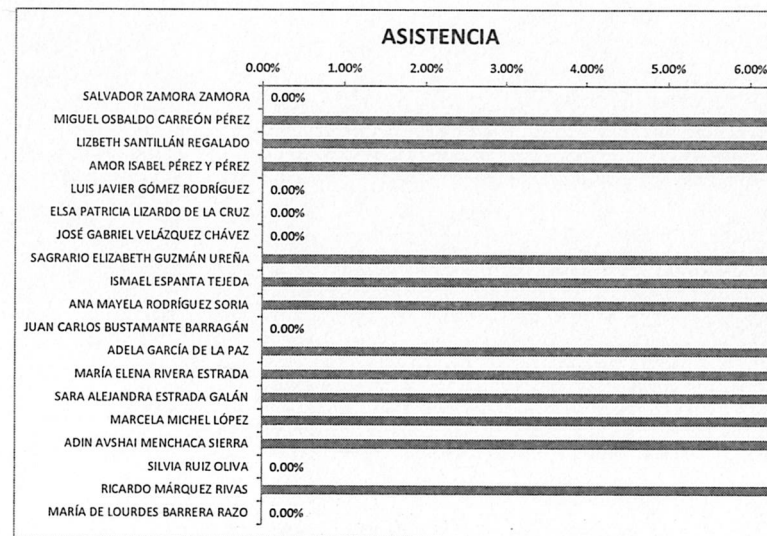 ASISTENCIA
0.00% 1.00% 2.00% 3.00% 4.00% 5.00% 6.00%
SALVADOR ZAMORA ZAMORA 0.00%
MIGUEL OSBALDO CARREÓN PÉREZ
LIZBETH SANTILLÁN REGALADO
AMOR ISABEL PÉREZ Y PÉREZ
LUIS JAVIER GÓMEZ RODRÍGUEZ 0.00%
ELSA PATRICIA LIZARDO DE LA CRUZ 0.00%
JOSÉ GABRIEL VELÁZQUEZ CHÁVEZ 0.00%
SAGRARIO ELIZABETH GUZMÁN UREÑA
ISMAEL ESPANTA TEJEDA
ANA MAYELA RODRÍGUEZ SORIA
JUAN CARLOS BUSTAMANTE BARRAGÁN 0.00%
ADELA GARCÍA DE LA PAZ
MARÍA ELENA RIVERA ESTRADA
SARA ALEJANDRA ESTRADA GALÁN
MARCELA MICHEL LÓPEZ
ADIN AVSHAI MENCHACA SIERRA
SILVIA RUIZ OLIVA 0.00%
RICARDO MÁRQUEZ RIVAS
MARÍA DE LOURDES BARRERA RAZO 0.00%